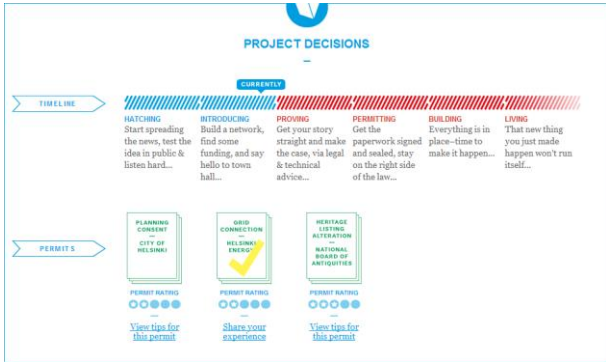 PROJECT DECISIONS
CURRENTLY
TIMELINE
HATCHING
Start spreading
the news, test the
idea in public &
listen hard...
INTRODUCING
Build a network,
find some
funding, and say
hello to town
hall...
PROVING
Get your story
straight and make
the case, via legal
& technical
advice...
PERMITTING
Get the
paperwork signed
and sealed, stay
on the right side
of the law...
BUILDING
Everything is in
place–time to
make it happen...
LIVING
That new thing
you just made
happen won't run
itself...
PERMITS
PLANNING
CONSENT
—
CITY OF
HELSINKI
PERMIT RATING
View tips for
this permit
GRID
CONNECTION
—
HELSINKI
ENERGY
PERMIT RATING
Share your
experience
HERITAGE
LISTING
ALTERATION
—
NATIONAL
BOARD OF
ANTIQUITIES
PERMIT RATING
View tips for
this permit